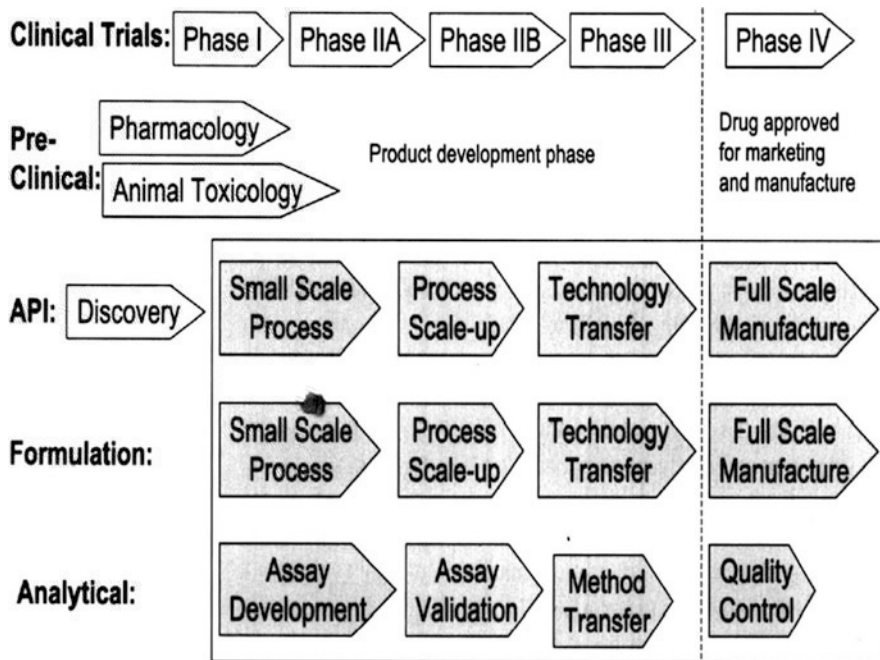 Clinical Trials: Phase I Phase IIA Phase IIB Phase III Phase IV
Pre-
Clinical:
Pharmacology
Animal Toxicology
Product development phase
Drug approved
for marketing
and manufacture
API: Discovery
Small Scale
Process
Process
Scale-up
Technology
Transfer
Full Scale
Manufacture
Formulation:
Small Scale
Process
Process
Scale-up
Technology
Transfer
Full Scale
Manufacture
Analytical:
Assay
Development
Assay
Validation
Method
Transfer
Quality
Control